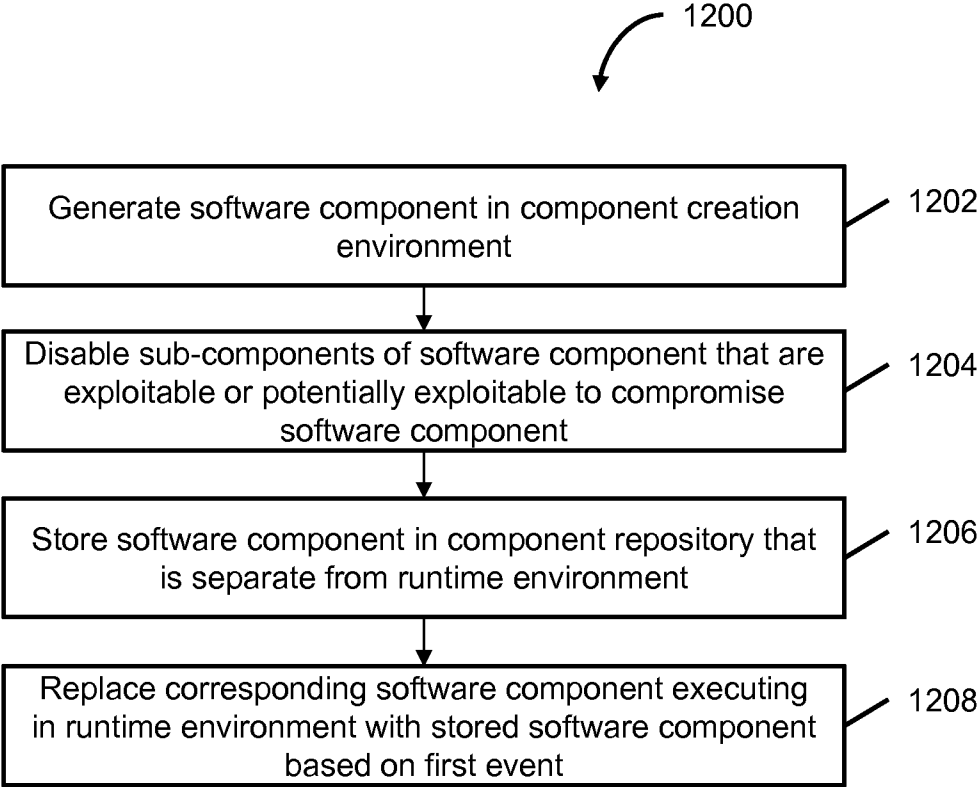 1200
Generate software component in component creation
environment
1202
Disable sub-components of software component that are
exploitable or potentially exploitable to compromise
software component
1204
Store software component in component repository that
is separate from runtime environment
1206
Replace corresponding software component executing
in runtime environment with stored software component
based on first event
1208